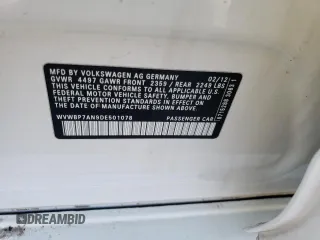 MFD BY VOLKSWAGEN AG GERMANY 02/12
GVWR 4497 GAWR FRONT 2359 / REAR 2249 LBS
THIS VEHICLE CONFORMS TO ALL APPLICABLE
FEDERAL MOTOR VEHICLE SAFETY, BUMPER, AND
THEFT PREVENTION STANDARDS IN EFFECT ON THE
DATE OF MANUFACTURE SHOWN ABOVE.
WVWBP7AN9DE501078 PASSENGER CAR
DREAMBID